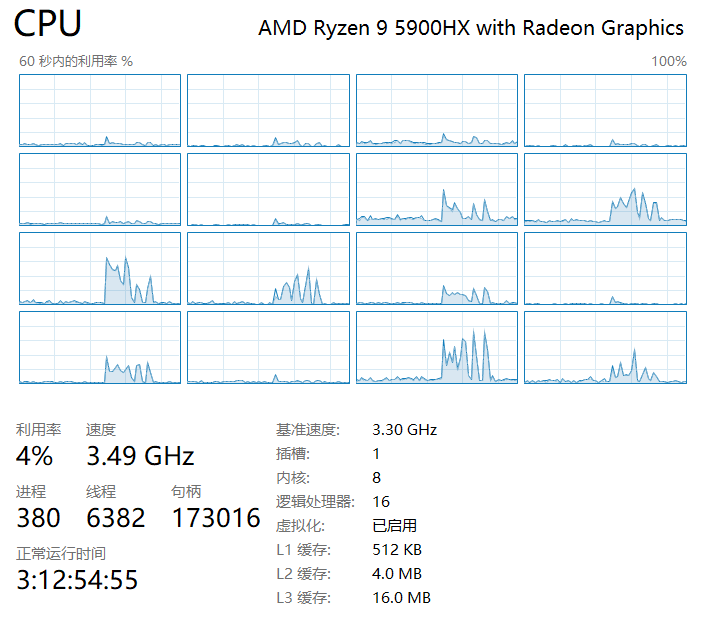 CPU
AMD Ryzen 9 5900HX with Radeon Graphics
60 秒内的利用率 %
100%
利用率 速度
4% 3.49 GHz
进程 线程 句柄
380 6382 173016
正常运行时间
3:12:54:55
基准速度: 3.30 GHz
插槽: 1
内核: 8
逻辑处理器: 16
虚拟化: 已启用
L1 缓存: 512 KB
L2 缓存: 4.0 MB
L3 缓存: 16.0 MB